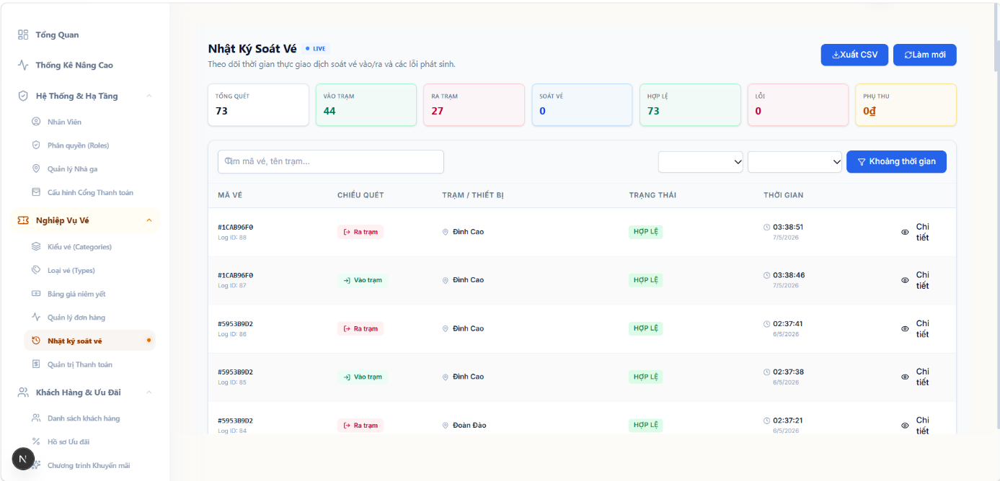 Tổng Quan
Thống Kê Nâng Cao
Hệ Thống & Hạ Tầng
Nhân Viên
Phân quyền (Roles)
Quản lý Nhà ga
Cấu hình Cổng Thanh toán
Nghiệp Vụ Vé
Kiểu vé (Categories)
Loại vé (Types)
Bảng giá niêm yết
Quản lý đơn hàng
Nhật ký soát vé
Quản trị Thanh toán
Khách Hàng & Ưu Đãi
Danh sách khách hàng
Hồ sơ Ưu đãi
Chương trình Khuyến mãi
N
Nhật Ký Soát Vé LIVE
Theo dõi thời gian thực giao dịch soát vé vào/ra và các lỗi phát sinh.
Xuất CSV Làm mới
TỔNG QUÉT VÀO TRẠM RA TRẠM SOÁT VÉ HỢP LỆ LỖI PHỤ THU
73 44 27 0 73 0 0₫
Tìm mã vé, tên trạm... Khoảng thời gian
MÃ VÉ CHIỀU QUÉT TRẠM / THIẾT BỊ TRẠNG THÁI THỜI GIAN
#1CAB96F0 Ra trạm Đình Cao HỢP LỆ 03:38:51 Chi tiết
Log ID: 88 7/5/2026
#1CAB96F0 Vào trạm Đình Cao HỢP LỆ 03:38:46 Chi tiết
Log ID: 87 7/5/2026
#5953B9D2 Ra trạm Đình Cao HỢP LỆ 02:37:41 Chi tiết
Log ID: 86 6/5/2026
#5953B9D2 Vào trạm Đình Cao HỢP LỆ 02:37:38 Chi tiết
Log ID: 85 6/5/2026
#5953B9D2 Ra trạm Đoàn Đào HỢP LỆ 02:37:21 Chi tiết
Log ID: 84 6/5/2026